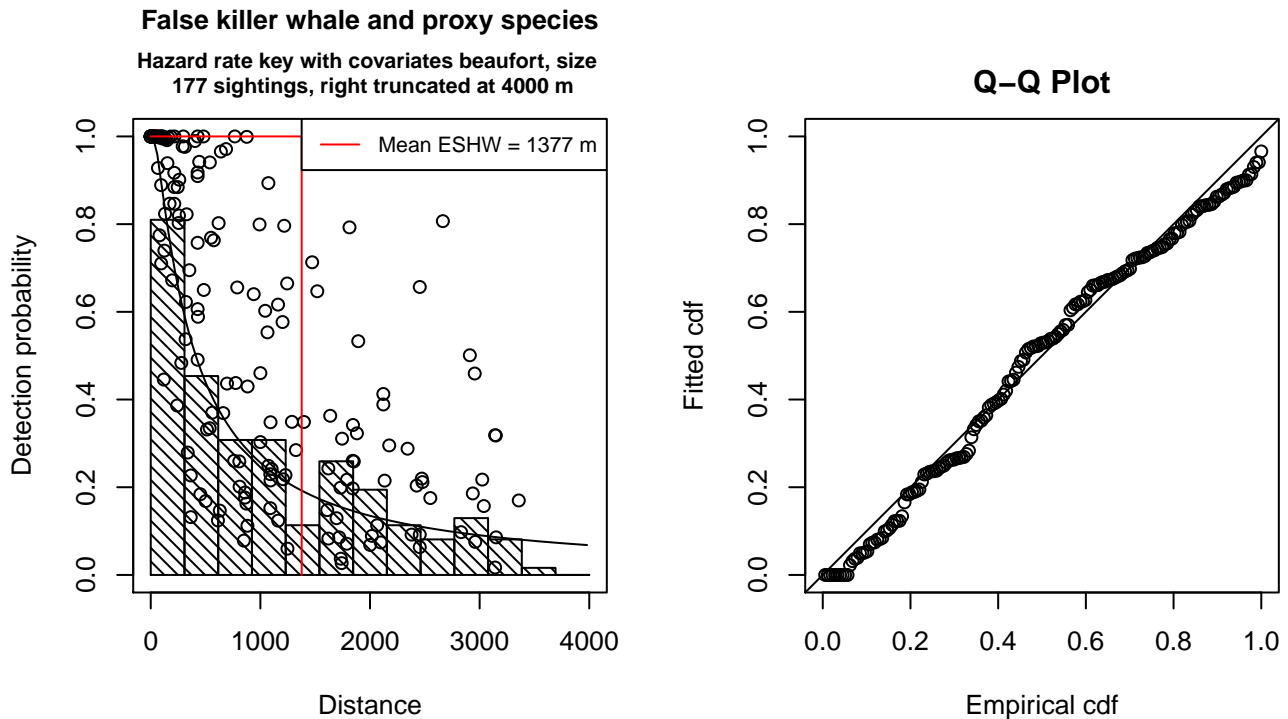 False killer whale and proxy species
Hazard rate key with covariates beaufort, size
177 sightings, right truncated at 4000 m
Mean ESHW = 1377 m
Detection probability
1.0
0.8
0.6
0.4
0.2
0.0
0
1000
2000
3000
4000
Distance
Q−Q Plot
Fitted cdf
1.0
0.8
0.6
0.4
0.2
0.0
0.0
0.2
0.4
0.6
0.8
1.0
Empirical cdf